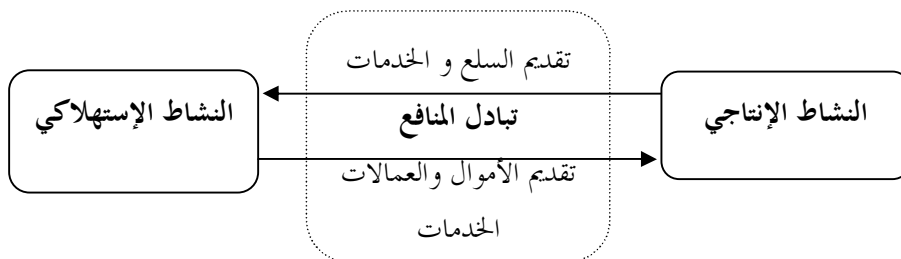 تقديم السلع و الخدمات
النشاط الإنتاجي
تبادل المنافع
النشاط الإستهلاكي
تقديم الأموال والعمالات
الخدمات